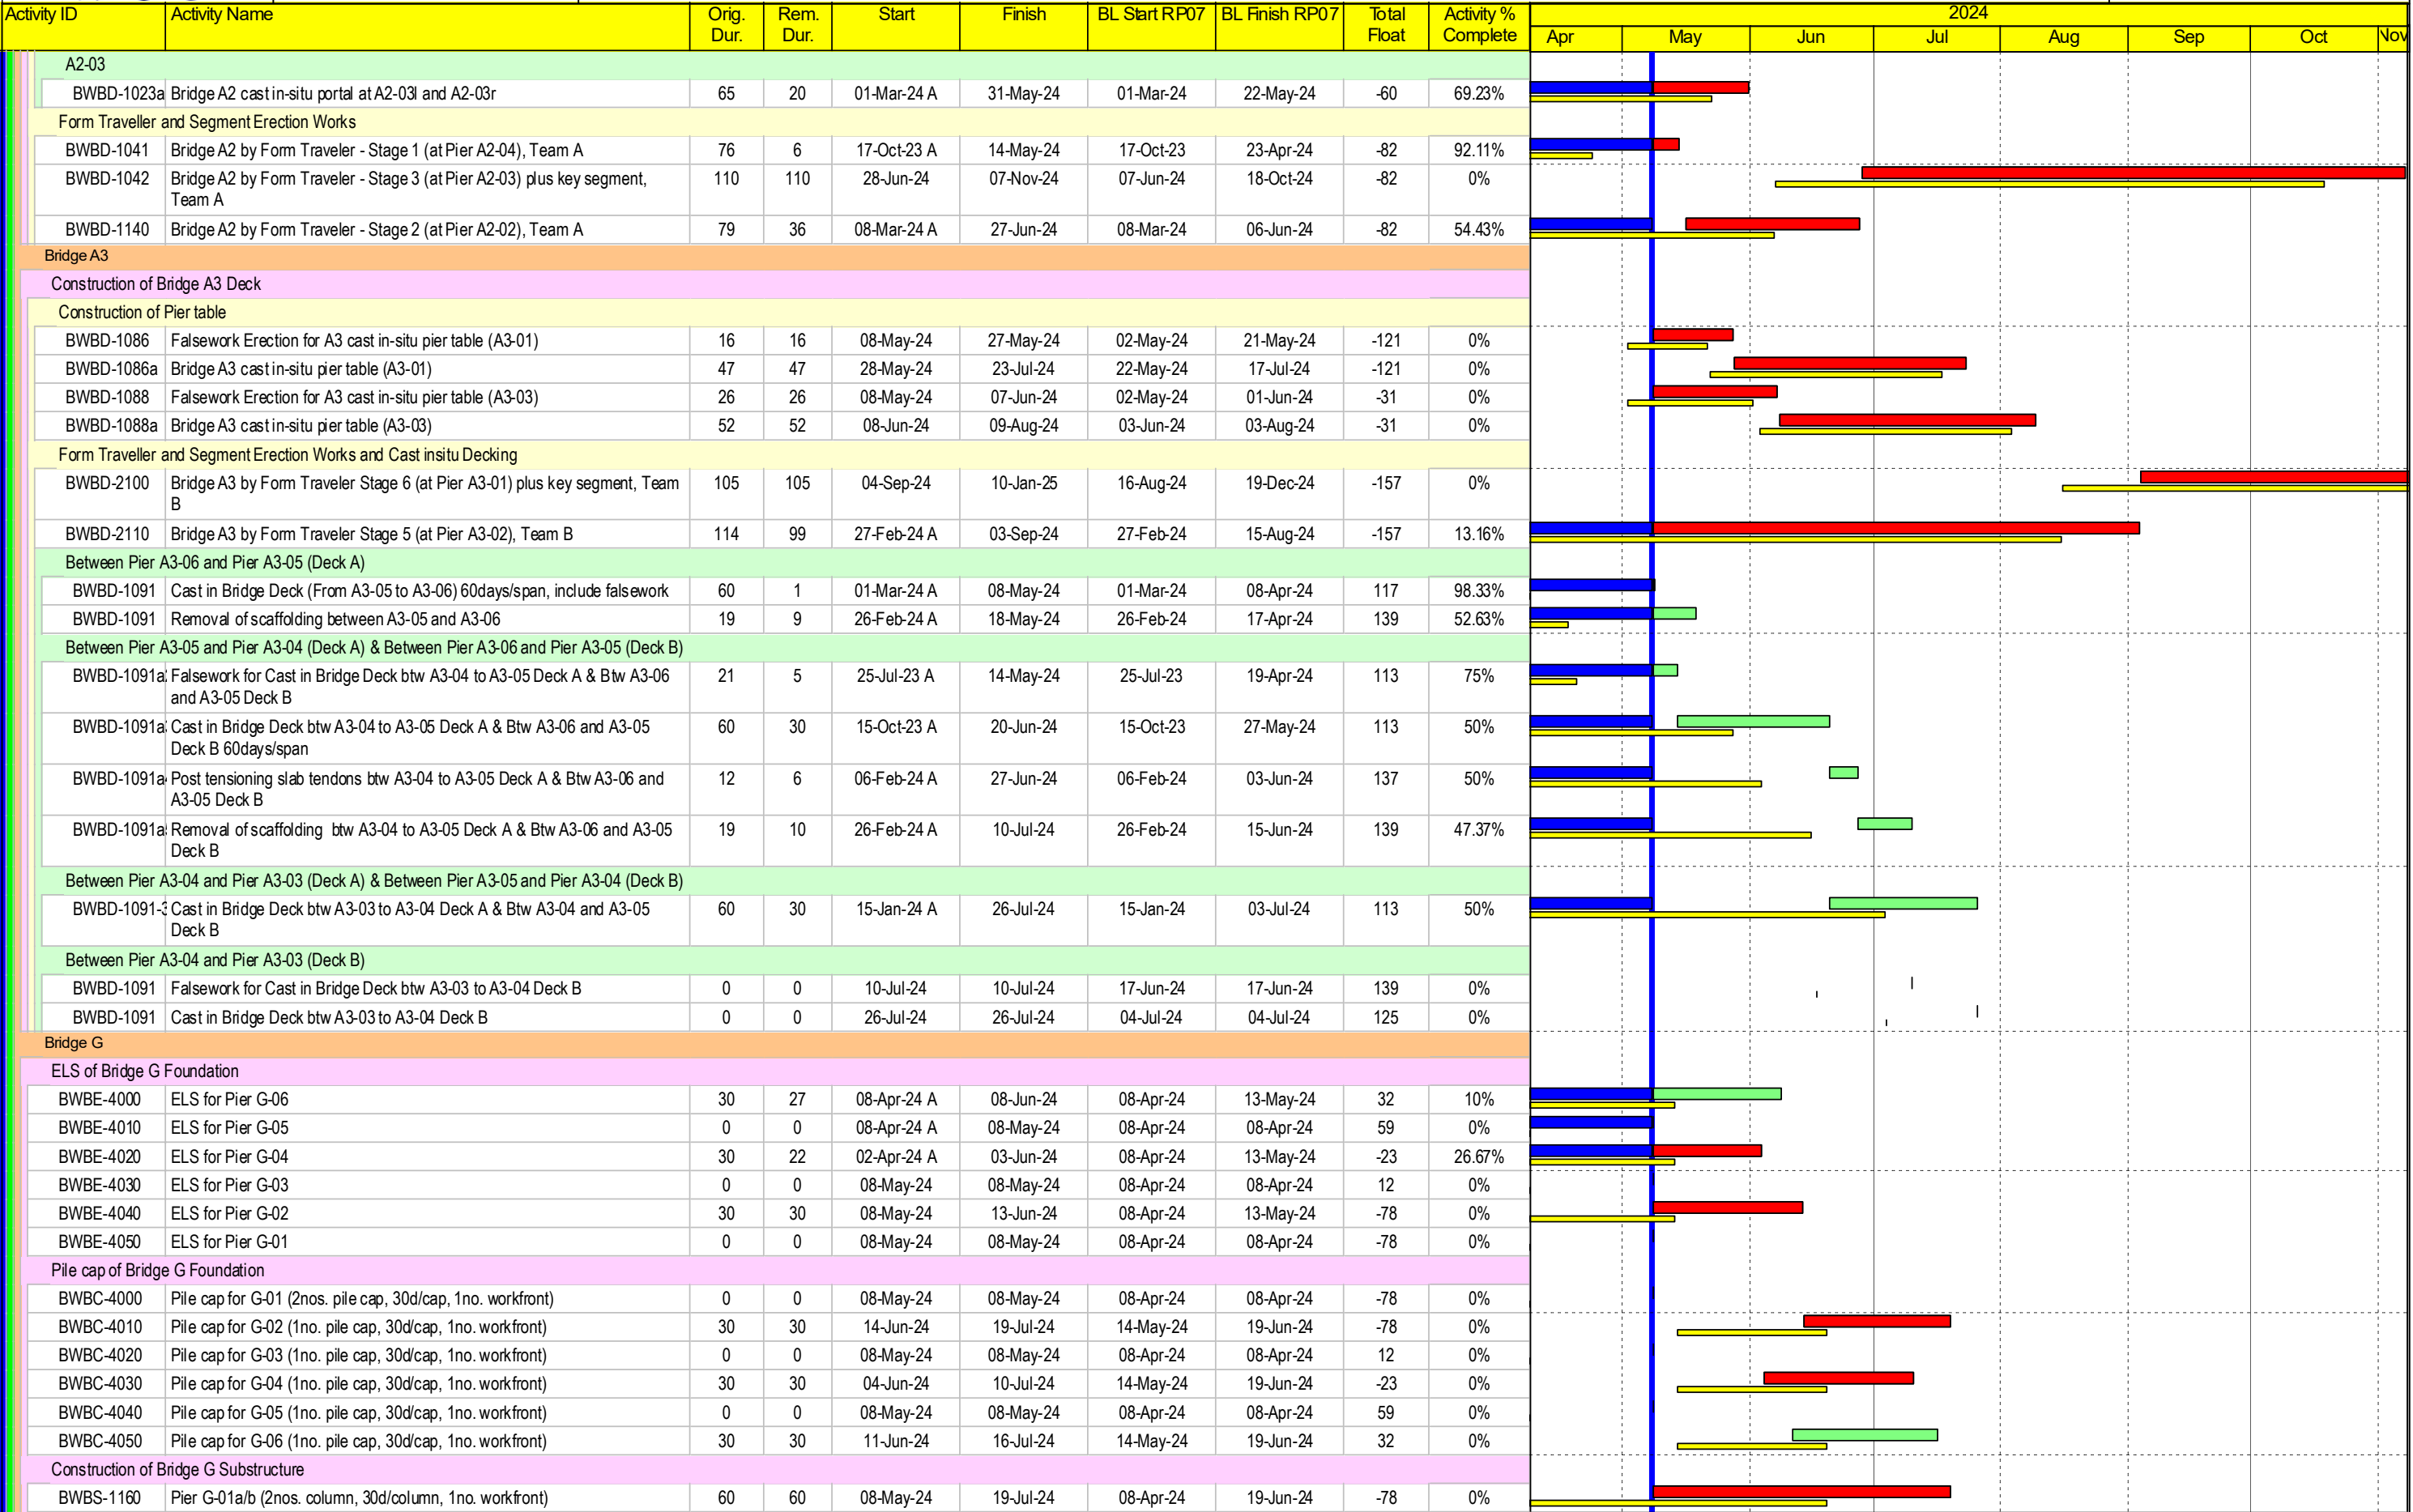 Activity ID Activity Name Orig. Dur. Rem. Dur. Start Finish BL Start RP07 BL Finish RP07 Total Float Activity % Complete 2024
Apr May Jun Jul Aug Sep Oct Nov
A2-03
BWBD-1023a Bridge A2 cast in-situ portal at A2-03l and A2-03r 65 20 01-Mar-24 A 31-May-24 01-Mar-24 22-May-24 -60 69.23%
Form Traveller and Segment Erection Works
BWBD-1041 Bridge A2 by Form Traveler - Stage 1 (at Pier A2-04), Team A 76 6 17-Oct-23 A 14-May-24 17-Oct-23 23-Apr-24 -82 92.11%
BWBD-1042 Bridge A2 by Form Traveler - Stage 3 (at Pier A2-03) plus key segment, 110 110 28-Jun-24 07-Nov-24 07-Jun-24 18-Oct-24 -82 0%
Team A
BWBD-1140 Bridge A2 by Form Traveler - Stage 2 (at Pier A2-02), Team A 79 36 08-Mar-24 A 27-Jun-24 08-Mar-24 06-Jun-24 -82 54.43%
Bridge A3
Construction of Bridge A3 Deck
Construction of Pier table
BWBD-1086 Falsework Erection for A3 cast in-situ pier table (A3-01) 16 16 08-May-24 27-May-24 02-May-24 21-May-24 -121 0%
BWBD-1086a Bridge A3 cast in-situ pier table (A3-01) 47 47 28-May-24 23-Jul-24 22-May-24 17-Jul-24 -121 0%
BWBD-1088 Falsework Erection for A3 cast in-situ pier table (A3-03) 26 26 08-May-24 07-Jun-24 02-May-24 01-Jun-24 -31 0%
BWBD-1088a Bridge A3 cast in-situ pier table (A3-03) 52 52 08-Jun-24 09-Aug-24 03-Jun-24 03-Aug-24 -31 0%
Form Traveller and Segment Erection Works and Cast insitu Decking
BWBD-2100 Bridge A3 by Form Traveler Stage 6 (at Pier A3-01) plus key segment, Team 105 105 04-Sep-24 10-Jan-25 16-Aug-24 19-Dec-24 -157 0%
B
BWBD-2110 Bridge A3 by Form Traveler Stage 5 (at Pier A3-02), Team B 114 99 27-Feb-24 A 03-Sep-24 27-Feb-24 15-Aug-24 -157 13.16%
Between Pier A3-06 and Pier A3-05 (Deck A)
BWBD-1091 Cast in Bridge Deck (From A3-05 to A3-06) 60days/span, include falsework 60 1 01-Mar-24 A 08-May-24 01-Mar-24 08-Apr-24 117 98.33%
BWBD-1091 Removal of scaffolding between A3-05 and A3-06 19 9 26-Feb-24 A 18-May-24 26-Feb-24 17-Apr-24 139 52.63%
Between Pier A3-05 and Pier A3-04 (Deck A) & Between Pier A3-06 and Pier A3-05 (Deck B)
BWBD-1091a Falsework for Cast in Bridge Deck btw A3-04 to A3-05 Deck A & Btw A3-06 21 5 25-Jul-23 A 14-May-24 25-Jul-23 19-Apr-24 113 75%
and A3-05 Deck B
BWBD-1091a Cast in Bridge Deck btw A3-04 to A3-05 Deck A & Btw A3-06 and A3-05 60 30 15-Oct-23 A 20-Jun-24 15-Oct-23 27-May-24 113 50%
Deck B 60days/span
BWBD-1091a Post tensioning slab tendons btw A3-04 to A3-05 Deck A & Btw A3-06 and 12 6 06-Feb-24 A 27-Jun-24 06-Feb-24 03-Jun-24 137 50%
A3-05 Deck B
BWBD-1091a Removal of scaffolding btw A3-04 to A3-05 Deck A & Btw A3-06 and A3-05 19 10 26-Feb-24 A 10-Jul-24 26-Feb-24 15-Jun-24 139 47.37%
Deck B
Between Pier A3-04 and Pier A3-03 (Deck A) & Between Pier A3-05 and Pier A3-04 (Deck B)
BWBD-1091-3 Cast in Bridge Deck btw A3-03 to A3-04 Deck A & Btw A3-04 and A3-05 60 30 15-Jan-24 A 26-Jul-24 15-Jan-24 03-Jul-24 113 50%
Deck B
Between Pier A3-04 and Pier A3-03 (Deck B)
BWBD-1091 Falsework for Cast in Bridge Deck btw A3-03 to A3-04 Deck B 0 0 10-Jul-24 10-Jul-24 17-Jun-24 17-Jun-24 139 0%
BWBD-1091 Cast in Bridge Deck btw A3-03 to A3-04 Deck B 0 0 26-Jul-24 26-Jul-24 04-Jul-24 04-Jul-24 125 0%
Bridge G
ELS of Bridge G Foundation
BWBE-4000 ELS for Pier G-06 30 27 08-Apr-24 A 08-Jun-24 08-Apr-24 13-May-24 32 10%
BWBE-4010 ELS for Pier G-05 0 0 08-Apr-24 A 08-May-24 08-Apr-24 08-Apr-24 59 0%
BWBE-4020 ELS for Pier G-04 30 22 02-Apr-24 A 03-Jun-24 08-Apr-24 13-May-24 -23 26.67%
BWBE-4030 ELS for Pier G-03 0 0 08-May-24 08-May-24 08-Apr-24 08-Apr-24 12 0%
BWBE-4040 ELS for Pier G-02 30 30 08-May-24 13-Jun-24 08-Apr-24 13-May-24 -78 0%
BWBE-4050 ELS for Pier G-01 0 0 08-May-24 08-May-24 08-Apr-24 08-Apr-24 -78 0%
Pile cap of Bridge G Foundation
BWBC-4000 Pile cap for G-01 (2nos. pile cap, 30d/cap, 1no. workfront) 0 0 08-May-24 08-May-24 08-Apr-24 08-Apr-24 -78 0%
BWBC-4010 Pile cap for G-02 (1no. pile cap, 30d/cap, 1no. workfront) 30 30 14-Jun-24 19-Jul-24 14-May-24 19-Jun-24 -78 0%
BWBC-4020 Pile cap for G-03 (1no. pile cap, 30d/cap, 1no. workfront) 0 0 08-May-24 08-May-24 08-Apr-24 08-Apr-24 12 0%
BWBC-4030 Pile cap for G-04 (1no. pile cap, 30d/cap, 1no. workfront) 30 30 04-Jun-24 10-Jul-24 14-May-24 19-Jun-24 -23 0%
BWBC-4040 Pile cap for G-05 (1no. pile cap, 30d/cap, 1no. workfront) 0 0 08-May-24 08-May-24 08-Apr-24 08-Apr-24 59 0%
BWBC-4050 Pile cap for G-06 (1no. pile cap, 30d/cap, 1no. workfront) 30 30 11-Jun-24 16-Jul-24 14-May-24 19-Jun-24 32 0%
Construction of Bridge G Substructure
BWBS-1160 Pier G-01a/b (2nos. column, 30d/column, 1no. workfront) 60 60 08-May-24 19-Jul-24 08-Apr-24 19-Jun-24 -78 0%